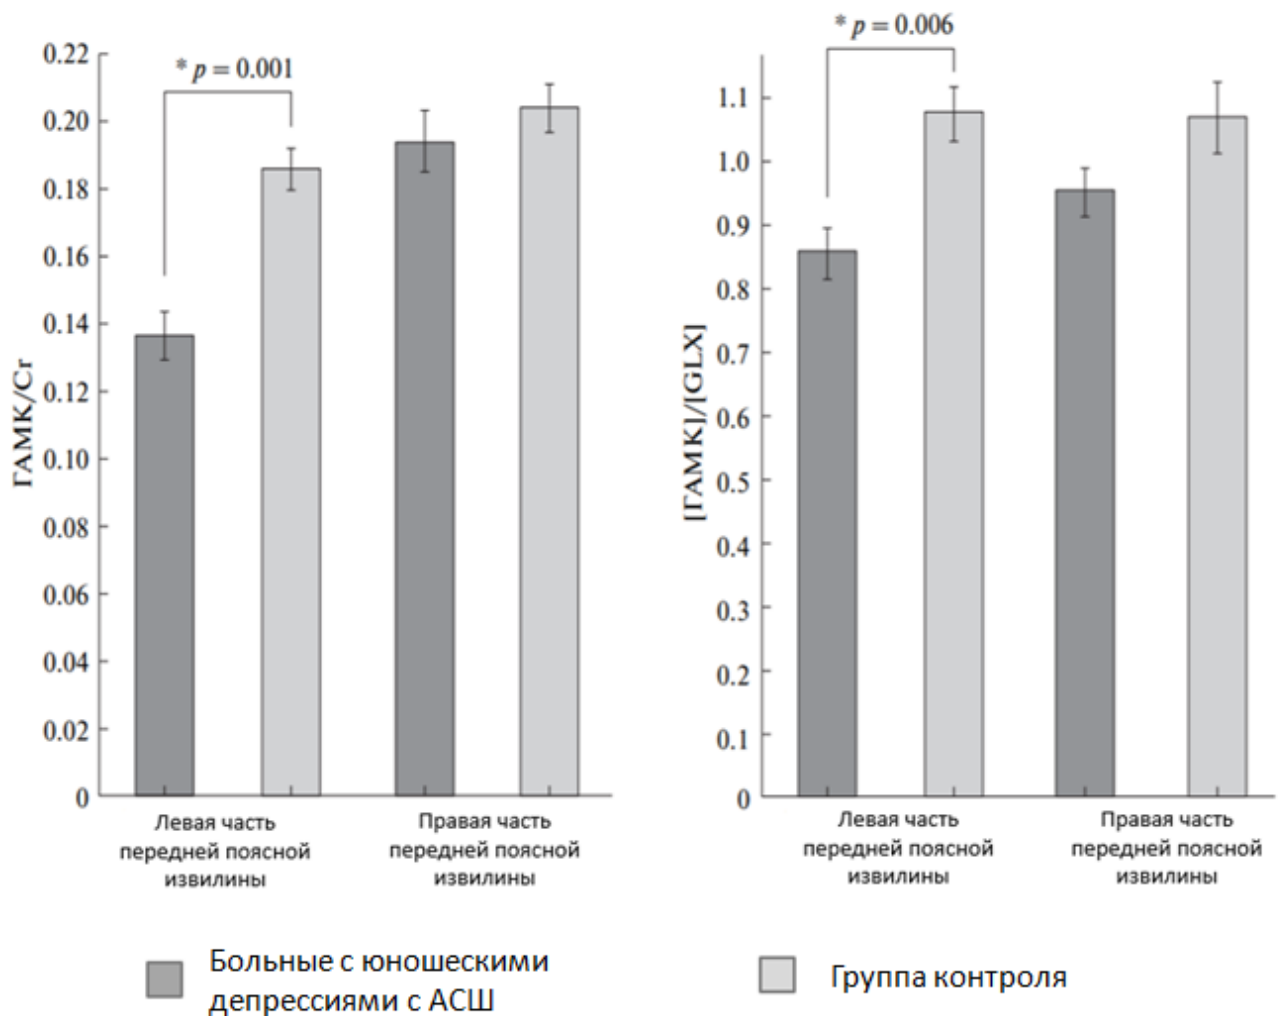 * p = 0.001
0.22
0.20
0.18
0.16
0.14
0.12
0.10
0.08
0.06
0.04
0.02
0
ГАМК/Cr
Левая часть
передней поясной
извилины
Правая часть
передней поясной
извилины
* p = 0.006
1.1
1.0
0.9
0.8
0.7
0.6
0.5
0.4
0.3
0.2
0.1
0
[ГАМК]/[GLX]
Левая часть
передней поясной
извилины
Правая часть
передней поясной
извилины
Больные с юношескими
депрессиями с АСШ
Группа контроля